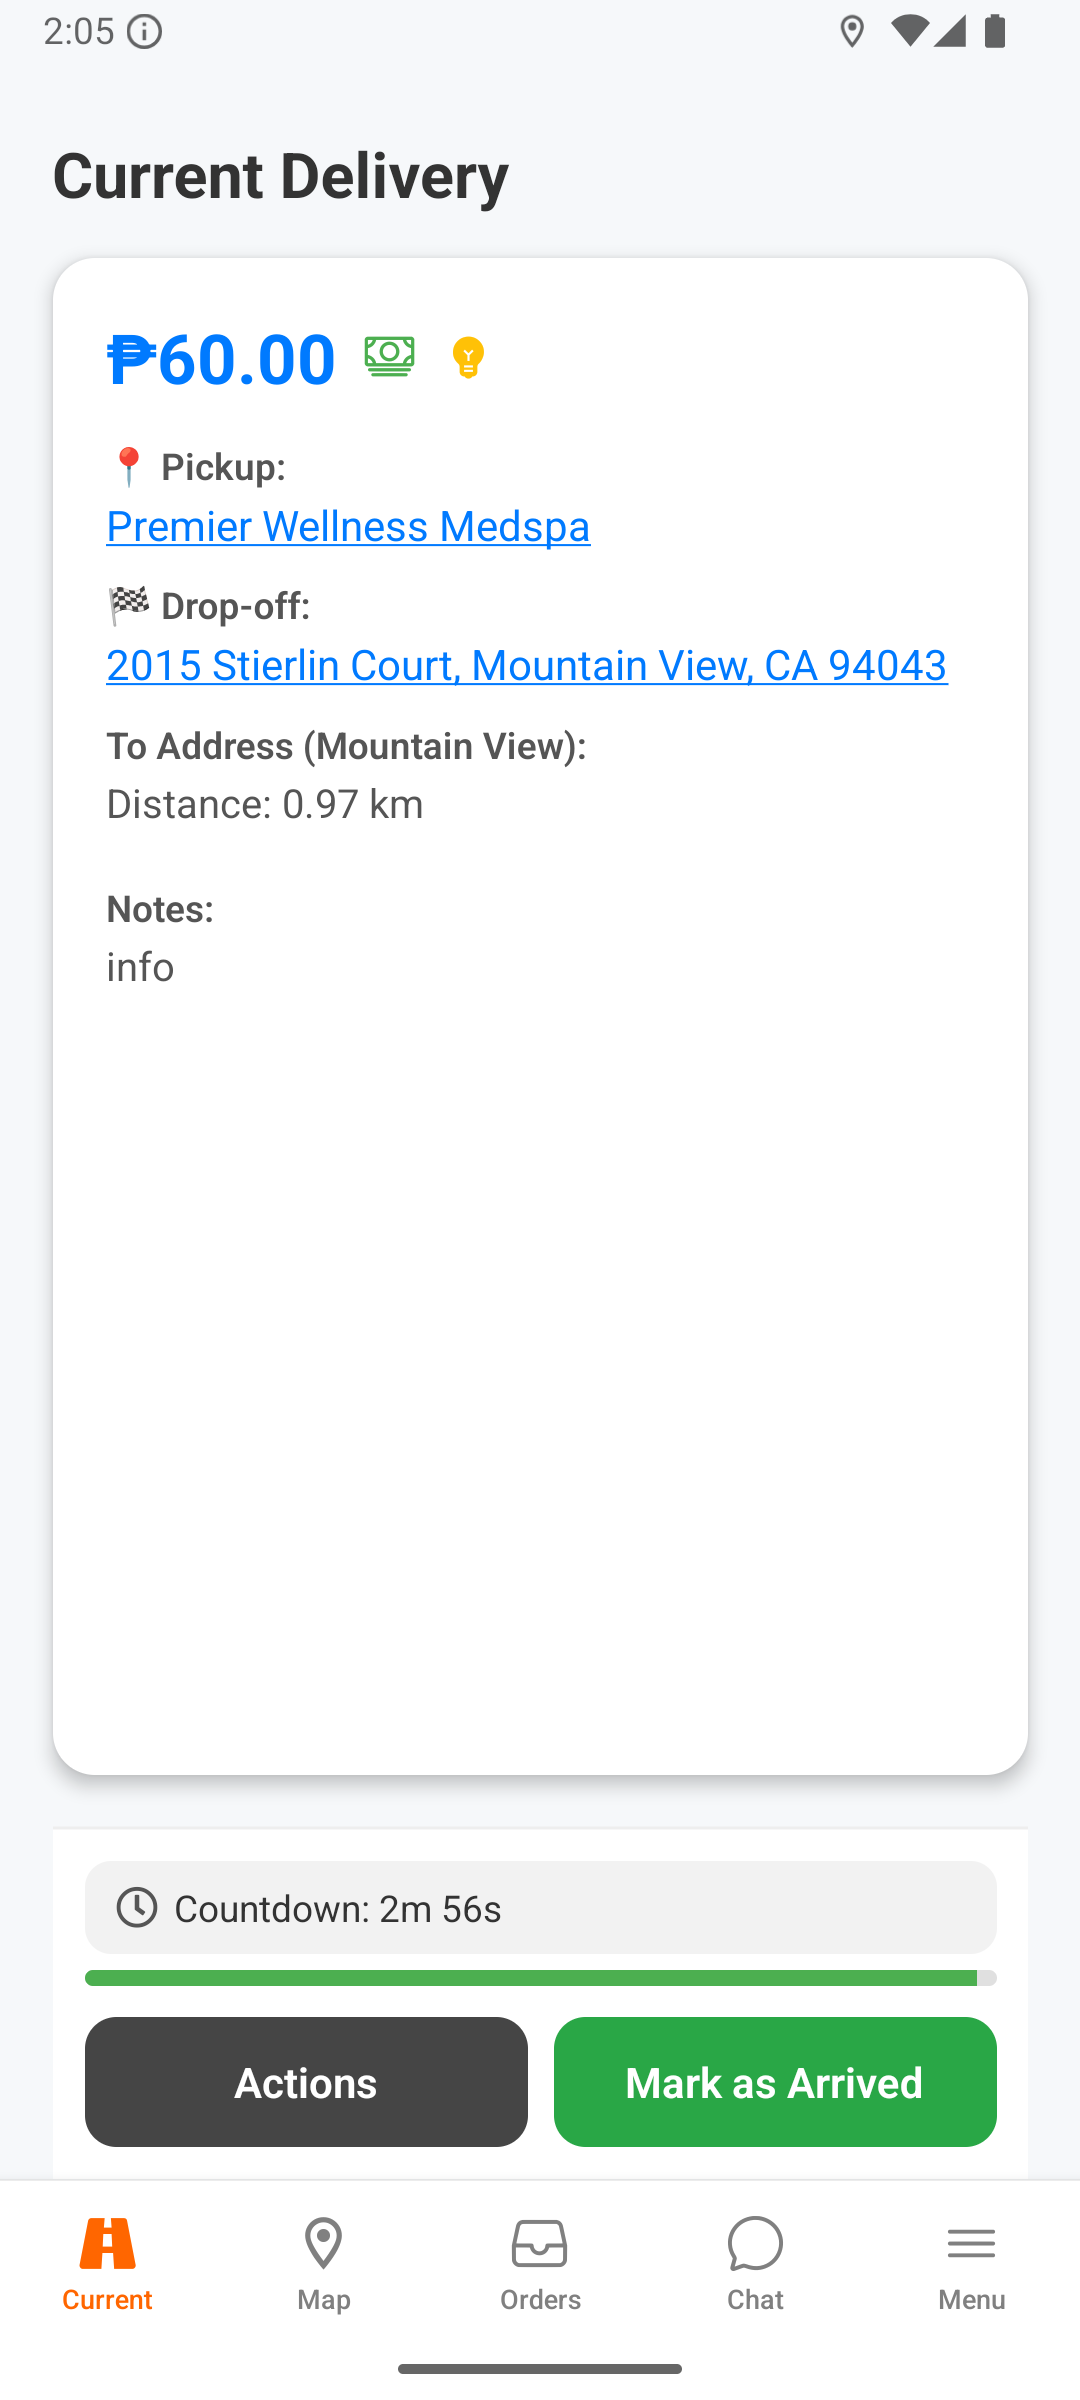 2:05
Current Delivery
₱60.00
📍 Pickup:
Premier Wellness Medspa
🏁 Drop-off:
2015 Stierlin Court, Mountain View, CA 94043
To Address (Mountain View):
Distance: 0.97 km
Notes:
info
Countdown: 2m 56s
Actions
Mark as Arrived
Current
Map
Orders
Chat
Menu